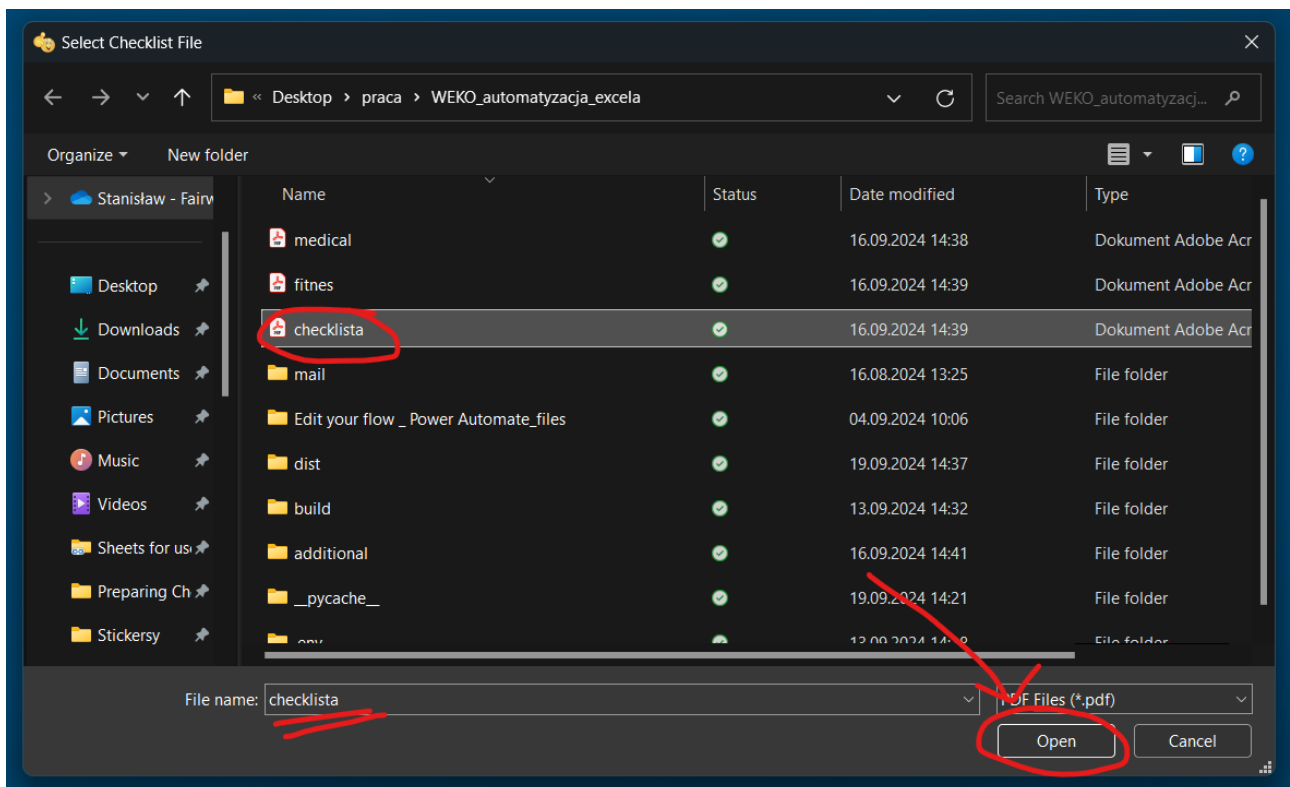 Select Checklist File
« Desktop > praca > WEKO_automatyzacja_excela
Search WEKO_automatyzacj...
Organize New folder
Stanisław - Fairw
Name Status Date modified Type
medical 16.09.2024 14:38 Dokument Adobe Acr
fitnes 16.09.2024 14:39 Dokument Adobe Acr
checklista 16.09.2024 14:39 Dokument Adobe Acr
mail 16.08.2024 13:25 File folder
Edit your flow _ Power Automate_files 04.09.2024 10:06 File folder
dist 19.09.2024 14:37 File folder
build 13.09.2024 14:32 File folder
additional 16.09.2024 14:41 File folder
__pycache__ 19.09.2024 14:21 File folder
13.09.2024 File folder
Desktop
Downloads
Documents
Pictures
Music
Videos
Sheets for us
Preparing Ch
Stickersy
File name: checklista PDF Files (*.pdf)
Open Cancel